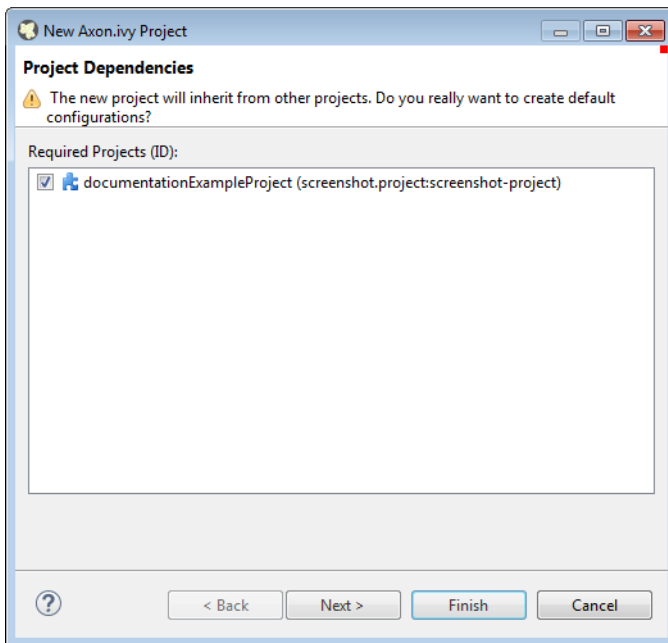 New Axon.ivy Project
Project Dependencies
The new project will inherit from other projects. Do you really want to create default
configurations?
Required Projects (ID):
documentationExampleProject (screenshot.project:screenshot-project)
?
< Back
Next >
Finish
Cancel